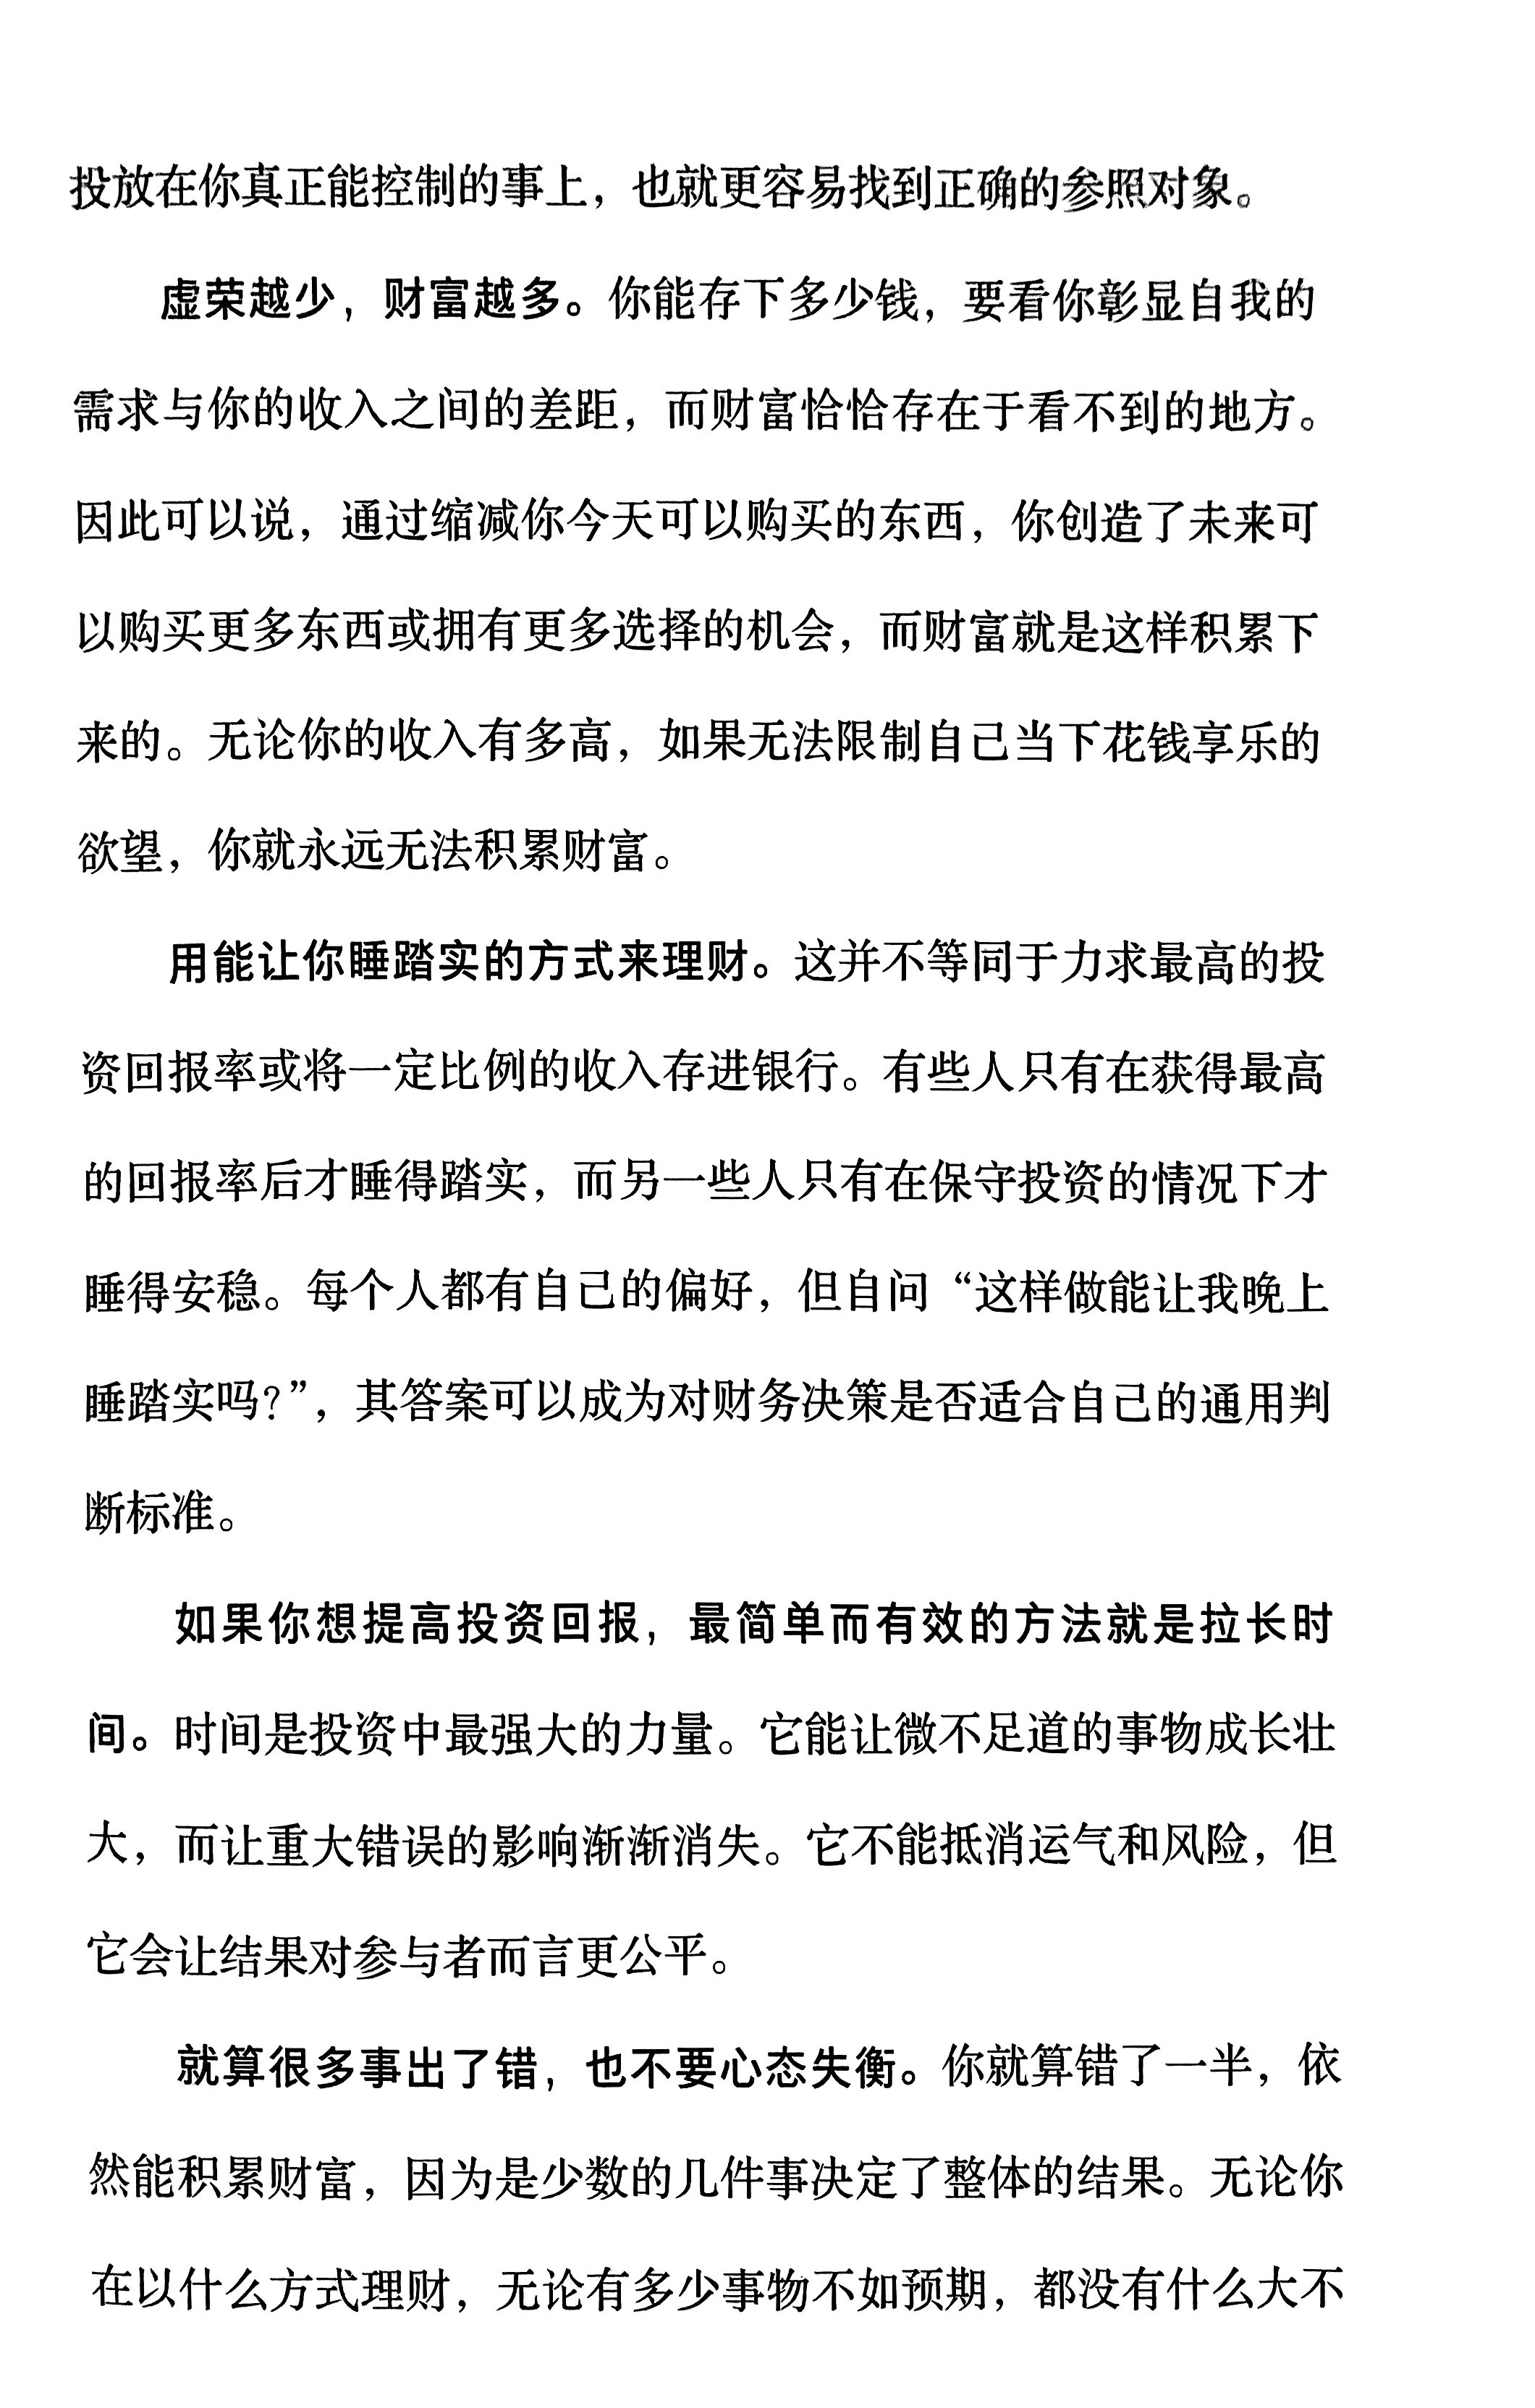 投放在你真正能控制的事上，也就更容易找到正确的参照对象。
虚荣越少，财富越多。你能存下多少钱，要看你彰显自我的
需求与你的收入之间的差距，而财富恰恰存在于看不到的地方。
因此可以说，通过缩减你今天可以购买的东西，你创造了未来可
以购买更多东西或拥有更多选择的机会，而财富就是这样积累下
来的。无论你的收入有多高，如果无法限制自己当下花钱享乐的
欲望，你就永远无法积累财富。
用能让你睡踏实的方式来理财。这并不等同于力求最高的投
资回报率或将一定比例的收入存进银行。有些人只有在获得最高
的回报率后才睡得踏实，而另一些人只有在保守投资的情况下才
睡得安稳。每个人都有自己的偏好，但自问“这样做能让我晚上
睡踏实吗？”，其答案可以成为对财务决策是否适合自己的通用判
断标准。
如果你想提高投资回报，最简单而有效的方法就是拉长时
间。时间是投资中最强大的力量。它能让微不足道的事物成长壮
大，而让重大错误的影响渐渐消失。它不能抵消运气和风险，但
它会让结果对参与者而言更公平。
就算很多事出了错，也不要心态失衡。你就算错了一半，依
然能积累财富，因为是少数的几件事决定了整体的结果。无论你
在以什么方式理财，无论有多少事物不如预期，都没有什么大不